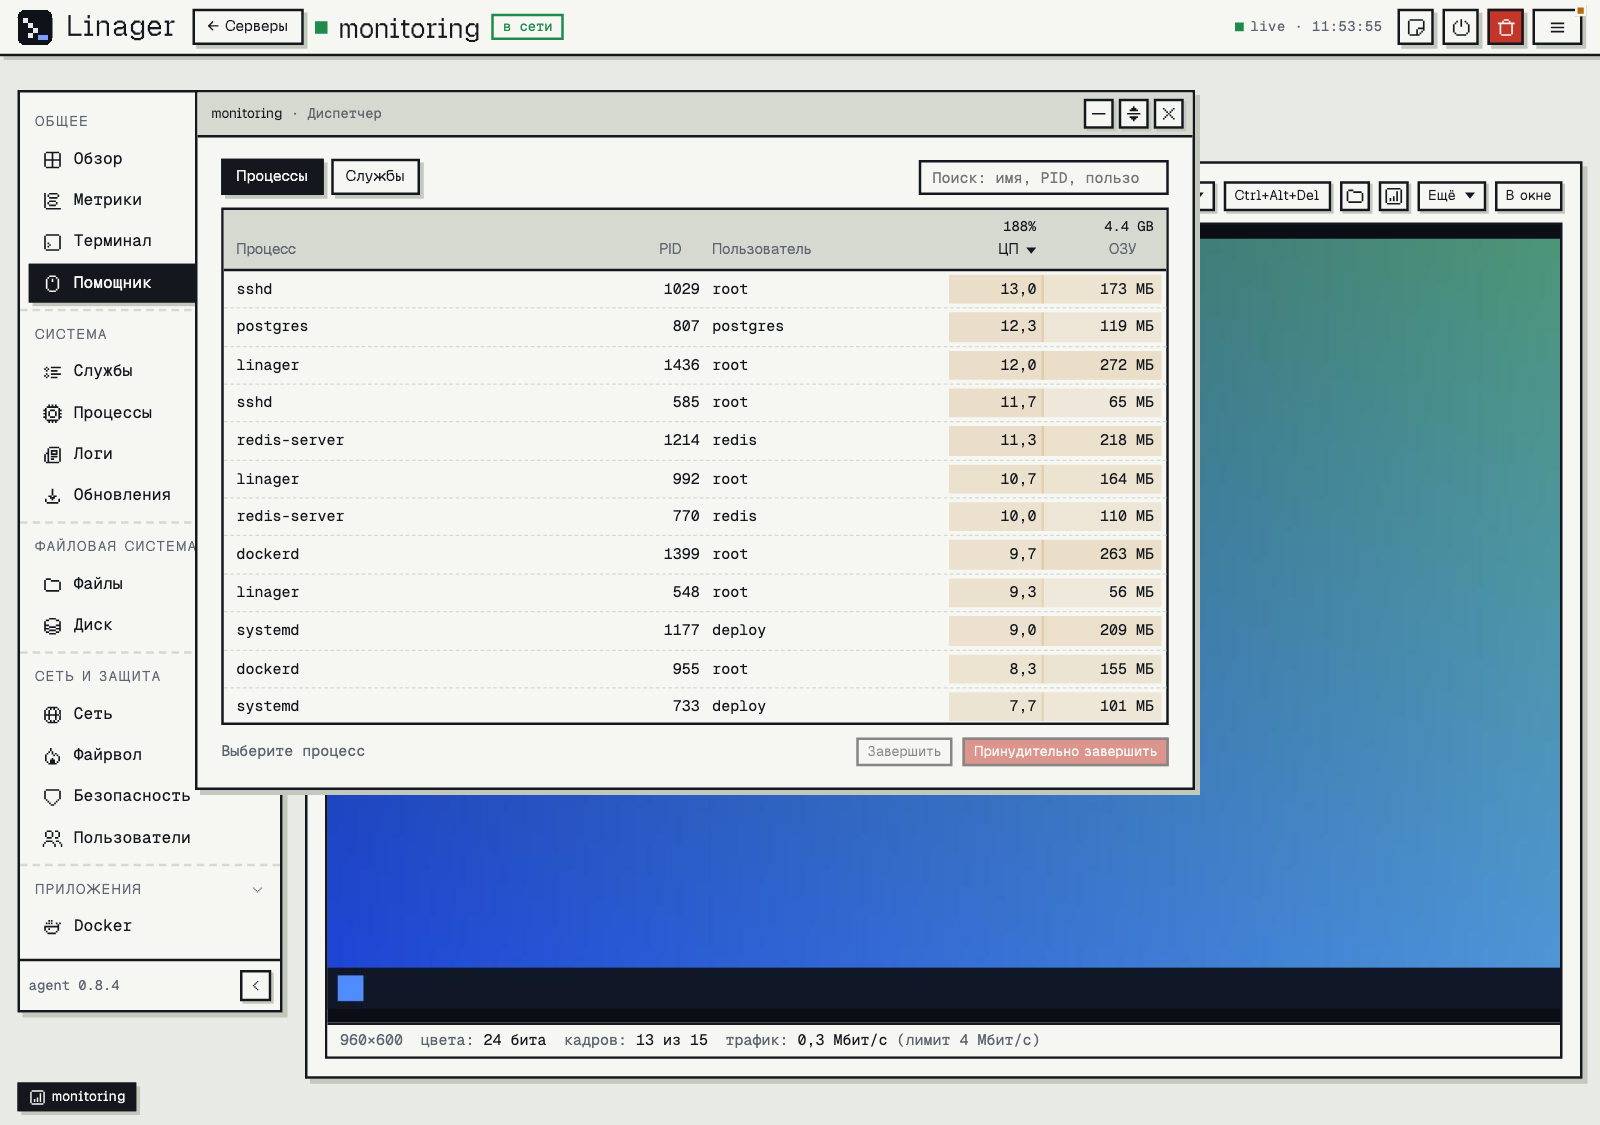 Linager
← Серверы
monitoring
в сети
live · 11:53:55
ОБЩЕЕ
Обзор
Метрики
Терминал
Помощник
СИСТЕМА
Службы
Процессы
Логи
Обновления
ФАЙЛОВАЯ СИСТЕМА
Файлы
Диск
СЕТЬ И ЗАЩИТА
Сеть
Файрвол
Безопасность
Пользователи
ПРИЛОЖЕНИЯ
Docker
agent 0.8.4
monitoring · Диспетчер
Процессы
Службы
Поиск: имя, PID, пользо
188% 4.4 GB
Процесс PID Пользователь ЦП ▼ ОЗУ
sshd 1029 root 13,0 173 МБ
postgres 807 postgres 12,3 119 МБ
linager 1436 root 12,0 272 МБ
sshd 585 root 11,7 65 МБ
redis-server 1214 redis 11,3 218 МБ
linager 992 root 10,7 164 МБ
redis-server 770 redis 10,0 110 МБ
dockerd 1399 root 9,7 263 МБ
linager 548 root 9,3 56 МБ
systemd 1177 deploy 9,0 209 МБ
dockerd 955 root 8,3 155 МБ
systemd 733 deploy 7,7 101 МБ
Выберите процесс
Завершить
Принудительно завершить
Ctrl+Alt+Del
Ещё ▼
В окне
960×600 цвета: 24 бита кадров: 13 из 15 трафик: 0,3 Мбит/с (лимит 4 Мбит/с)
monitoring